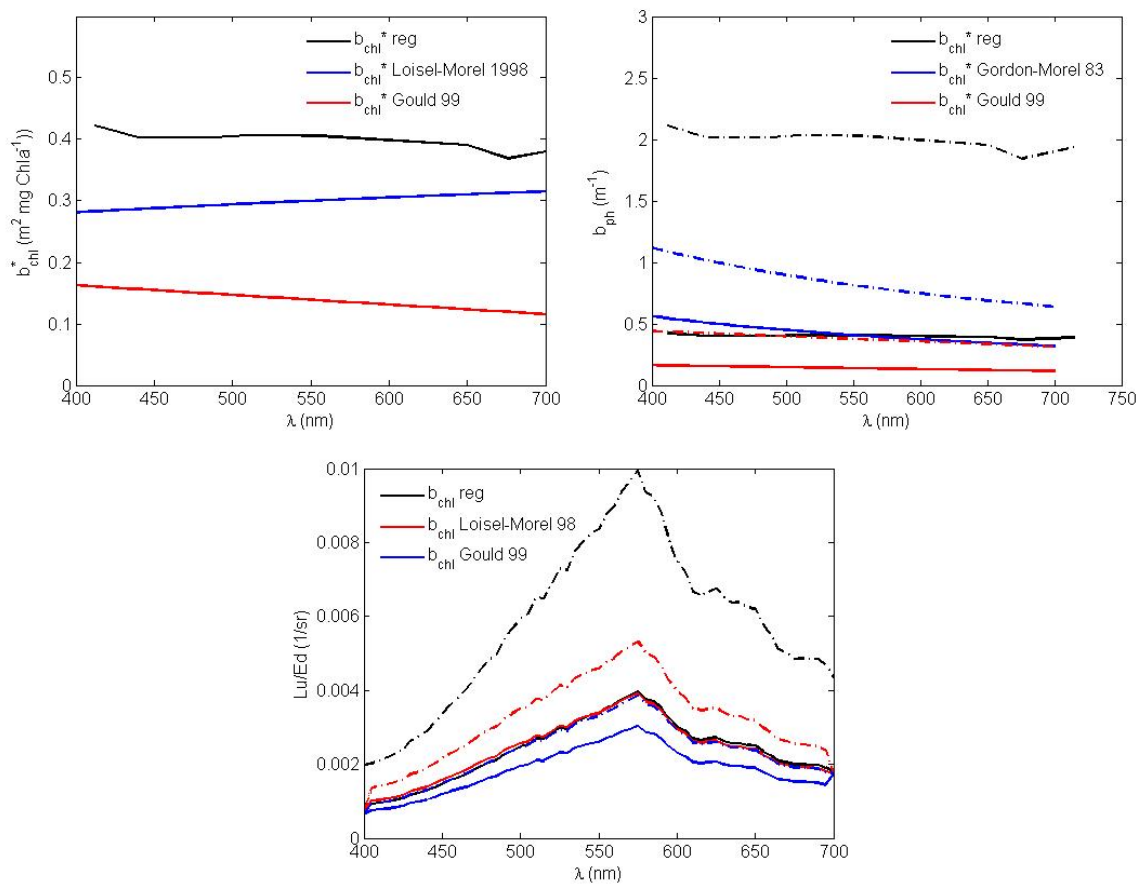 b_chl* reg
b_chl* Loisel-Morel 1998
b_chl* Gould 99
0.5
0.4
0.3
0.2
0.1
0
b*_chl (m² mg Chla⁻¹))
400 450 500 550 600 650 700
λ (nm)
b_chl* reg
b_chl* Gordon-Morel 83
b_chl* Gould 99
3
2.5
2
1.5
1
0.5
0
b_ph (m⁻¹)
400 450 500 550 600 650 700 750
λ (nm)
b_chl reg
b_chl Loisel-Morel 98
b_chl Gould 99
0.01
0.008
0.006
0.004
0.002
0
Lu/Ed (1/sr)
400 450 500 550 600 650 700
λ (nm)